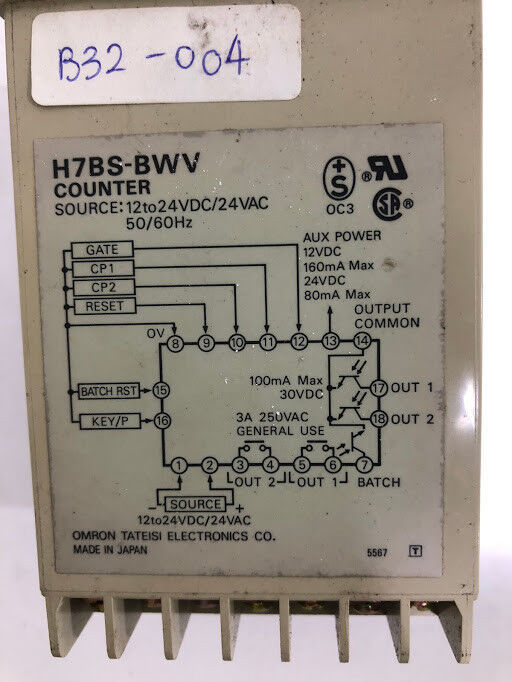 B32-004
H7BS-BWV
COUNTER
SOURCE: 12to24VDC/24VAC
50/60Hz
S
OC3
® RU ®
SA
AUX POWER
12VDC
160mA Max
24VDC
80mA Max
GATE
CP1
CP2
RESET
OUTPUT
COMMON
0V 8 9 10 11 12 13 14
BATCH RST 15
100mA Max
30VDC
17 OUT 1
KEY/P 16
3A 250VAC
GENERAL USE
18 OUT 2
1 2 3 4 5 6 7
OUT 2 OUT 1 BATCH
- SOURCE +
12to24VDC/24VAC
OMRON TATEISI ELECTRONICS CO.
MADE IN JAPAN
5567 T